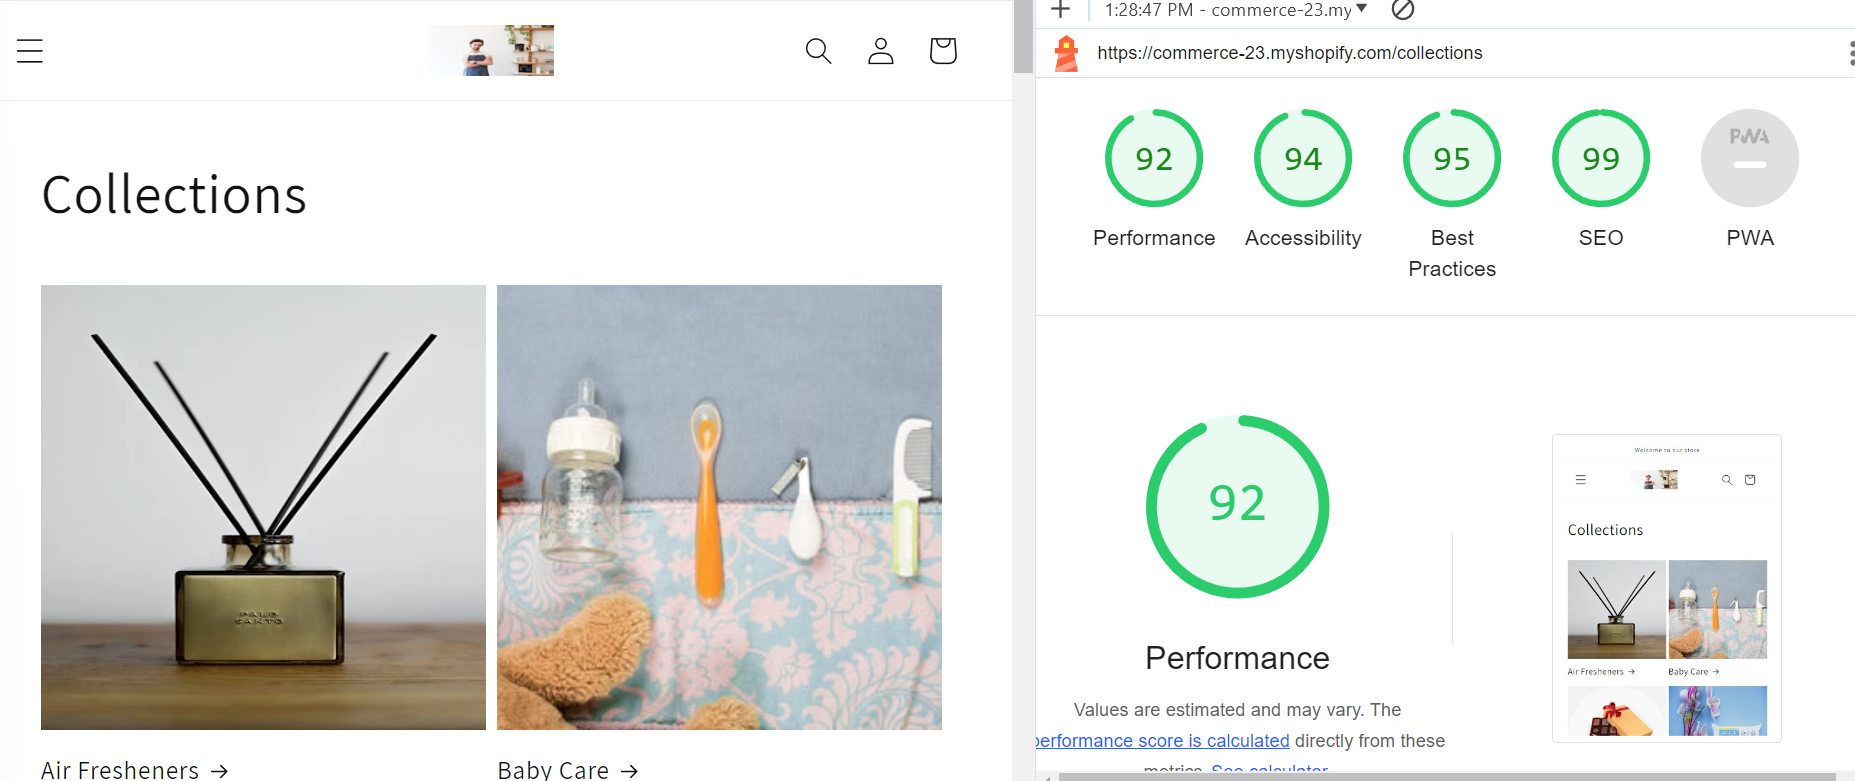 Collections
PALO
SANTO
Air Fresheners →
Baby Care →
1:28:47 PM - commerce-23.my
https://commerce-23.myshopify.com/collections
92
94
95
99
PWA
Performance
Accessibility
Best
Practices
SEO
PWA
92
Performance
Values are estimated and may vary. The
performance score is calculated directly from these
metrics. See calculator.
Welcome to our store
Collections
Air Fresheners →
Baby Care →